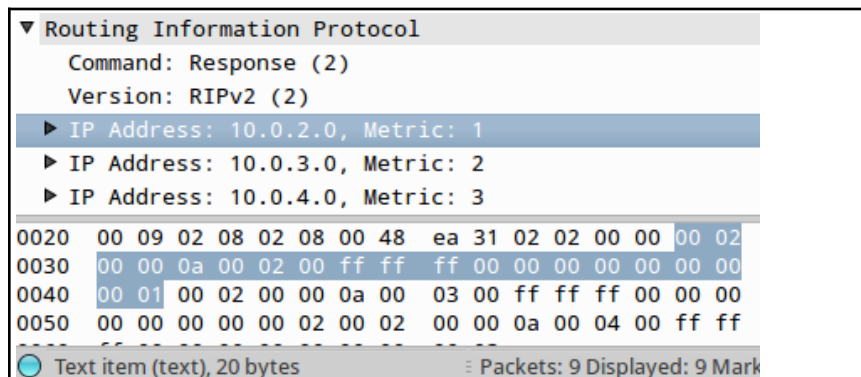 ▼ Routing Information Protocol
Command: Response (2)
Version: RIPv2 (2)
▶ IP Address: 10.0.2.0, Metric: 1
▶ IP Address: 10.0.3.0, Metric: 2
▶ IP Address: 10.0.4.0, Metric: 3
0020 00 09 02 08 02 08 00 48 ea 31 02 02 00 00 00 02
0030 00 00 0a 00 02 00 ff ff ff 00 00 00 00 00 00 00
0040 00 01 00 02 00 00 0a 00 03 00 ff ff ff 00 00 00
0050 00 00 00 00 00 02 00 02 00 00 0a 00 04 00 ff ff
Text item (text), 20 bytes Packets: 9 Displayed: 9 Mark